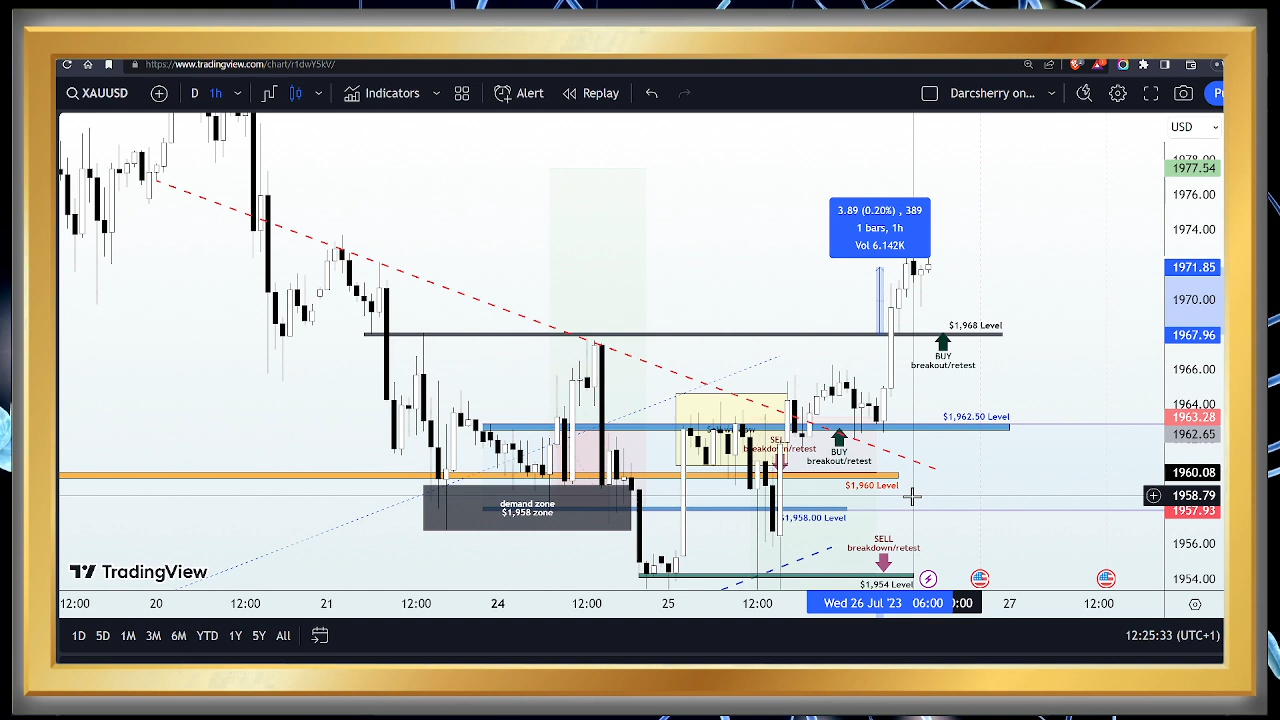 https://www.tradingview.com/chart/r1dwY5kV/
XAUUSD
D
1h
Indicators
Alert
Replay
Darcsherry on...
USD
1978.00
1977.54
1976.00
1974.00
1971.85
1970.00
1967.96
1966.00
1964.00
1963.28
1962.65
1960.08
1958.79
1957.93
1956.00
1954.00
3.89 (0.20%) , 389
1 bars, 1h
Vol 6.142K
$1,968 Level
BUY
breakout/retest
$1,962.50 Level
SELL
breakdown/retest
BUY
breakout/retest
$1,960 Level
demand zone
$1,958 zone
$1,958.00 Level
SELL
breakdown/retest
$1,954 Level
TradingView
12:00
20
12:00
21
12:00
24
12:00
25
12:00
Wed 26 Jul '23 06:00
27
12:00
1D 5D 1M 3M 6M YTD 1Y 5Y All
12:25:33 (UTC+1)